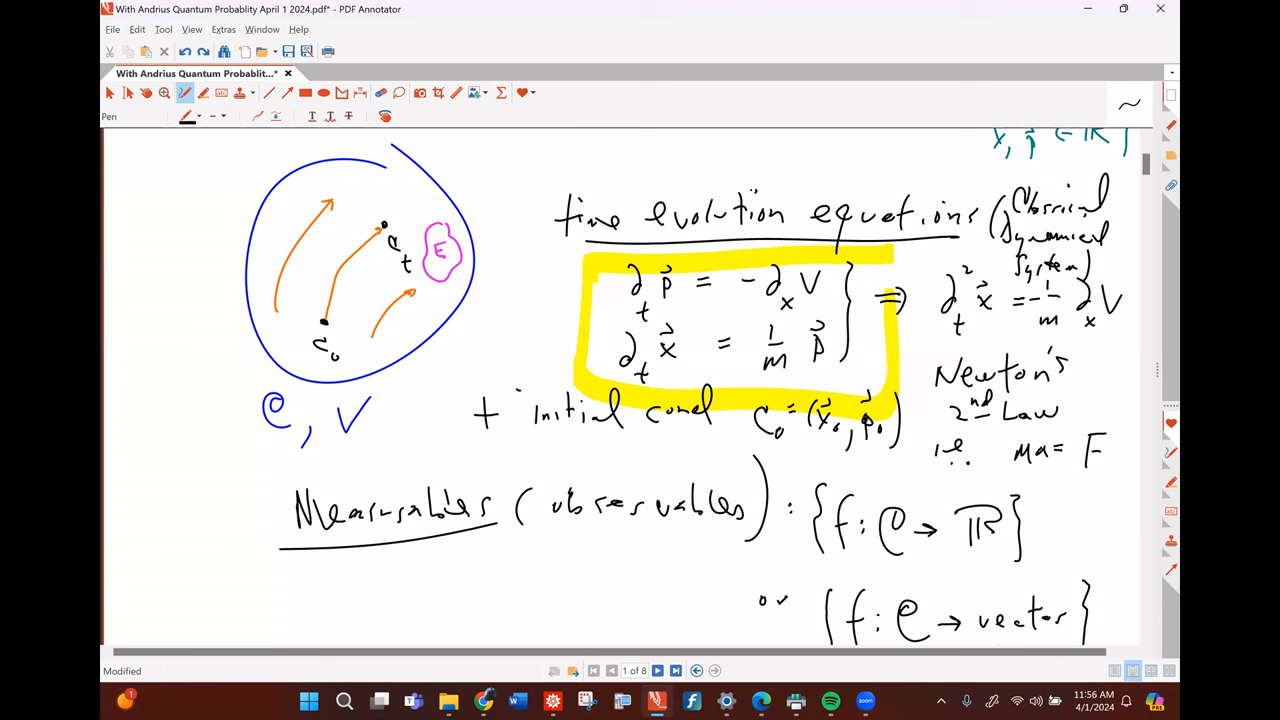 With Andrius Quantum Probablity April 1 2024.pdf* - PDF Annotator
File Edit Tool View Extras Window Help
With Andrius Quantum Probablit...*
Pen
x, p⃗ ∈ ℝ
time evolution equations (Classical
Dynamical
System)
∂_t p⃗ = - ∂_x V
∂_t x⃗ = 1/m p⃗
⇒ ∂_t^2 x⃗ = - 1/m ∂_x V
Newton's
2nd Law
i.e. ma = F
+ initial cond c_0 = (x⃗_0, p⃗_0)
c_t
E
c_0
C, V
Measurables (observables) : {f : C → ℝ}
or {f : C → vector}
Modified
1 of 8
1
11:56 AM
4/1/2024